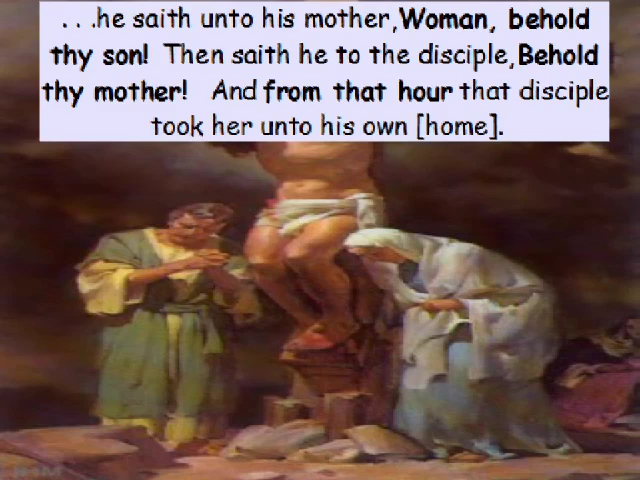 . . .he saith unto his mother,Woman, behold
thy son! Then saith he to the disciple,Behold
thy mother! And from that hour that disciple
took her unto his own [home].